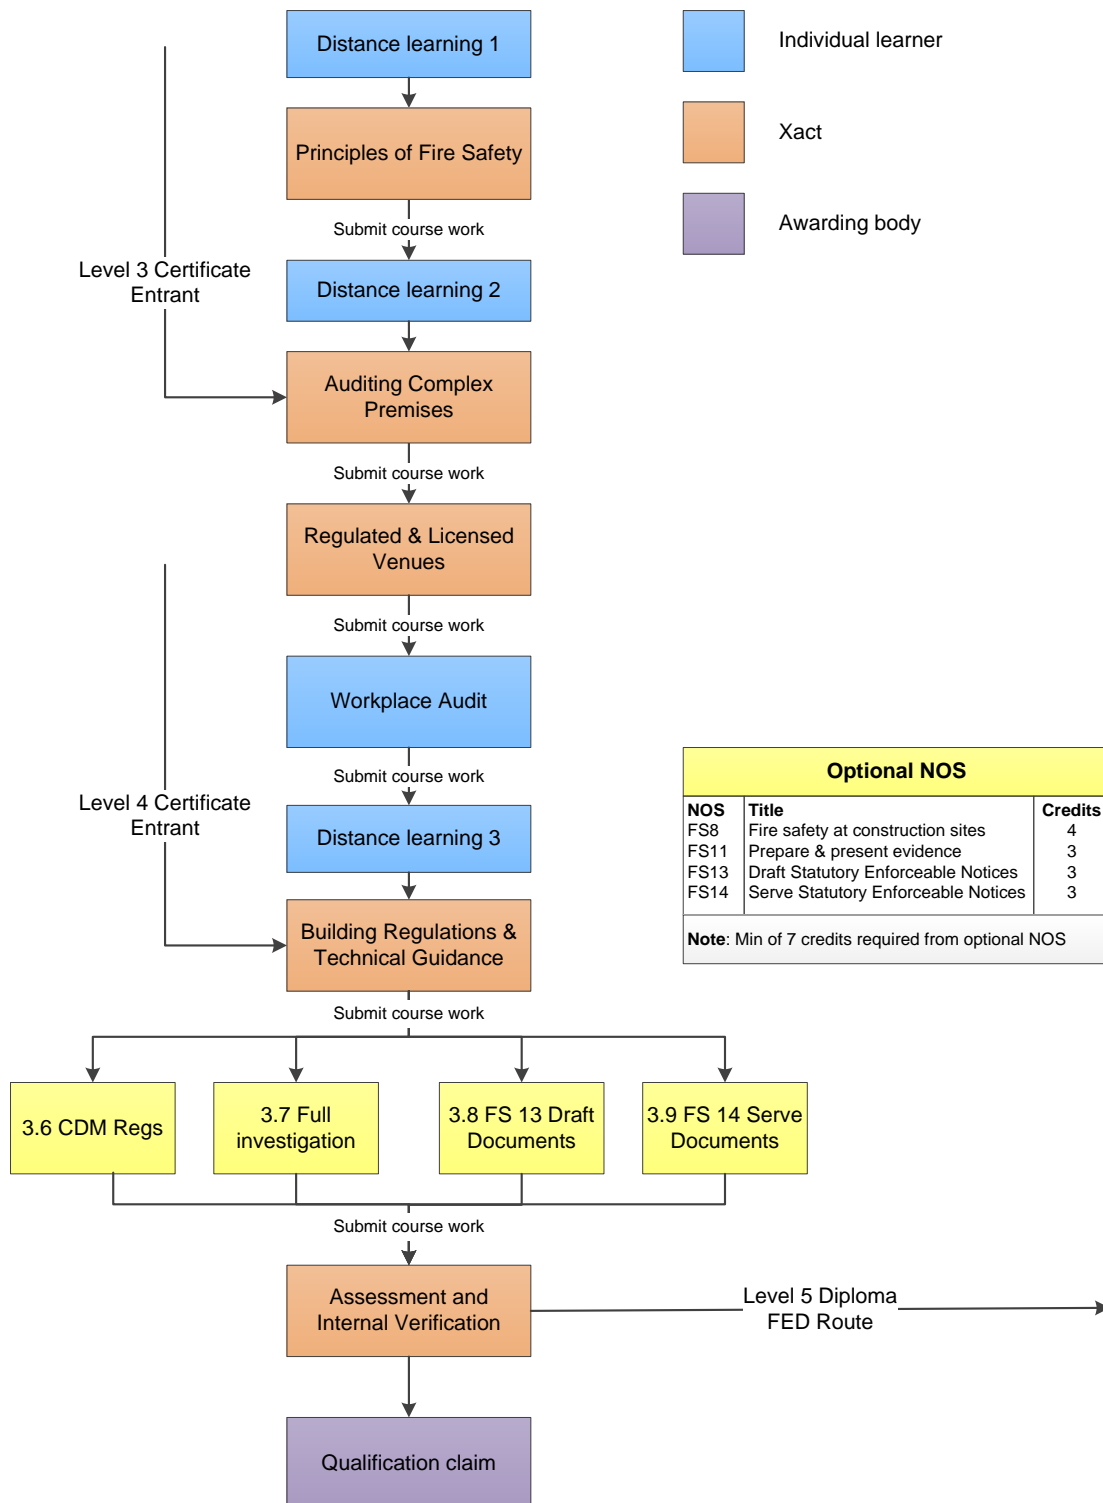 Distance learning 1
Individual learner
Principles of Fire Safety
Xact
Submit course work
Awarding body
Level 3 Certificate
Entrant
Distance learning 2
Auditing Complex
Premises
Submit course work
Regulated & Licensed
Venues
Submit course work
Workplace Audit
Submit course work
Level 4 Certificate
Entrant
Distance learning 3
Optional NOS
NOS Title Credits
FS8 Fire safety at construction sites 4
FS11 Prepare & present evidence 3
FS13 Draft Statutory Enforceable Notices 3
FS14 Serve Statutory Enforceable Notices 3
Note: Min of 7 credits required from optional NOS
Building Regulations &
Technical Guidance
Submit course work
3.6 CDM Regs
3.7 Full
investigation
3.8 FS 13 Draft
Documents
3.9 FS 14 Serve
Documents
Submit course work
Assessment and
Internal Verification
Level 5 Diploma
FED Route
Qualification claim